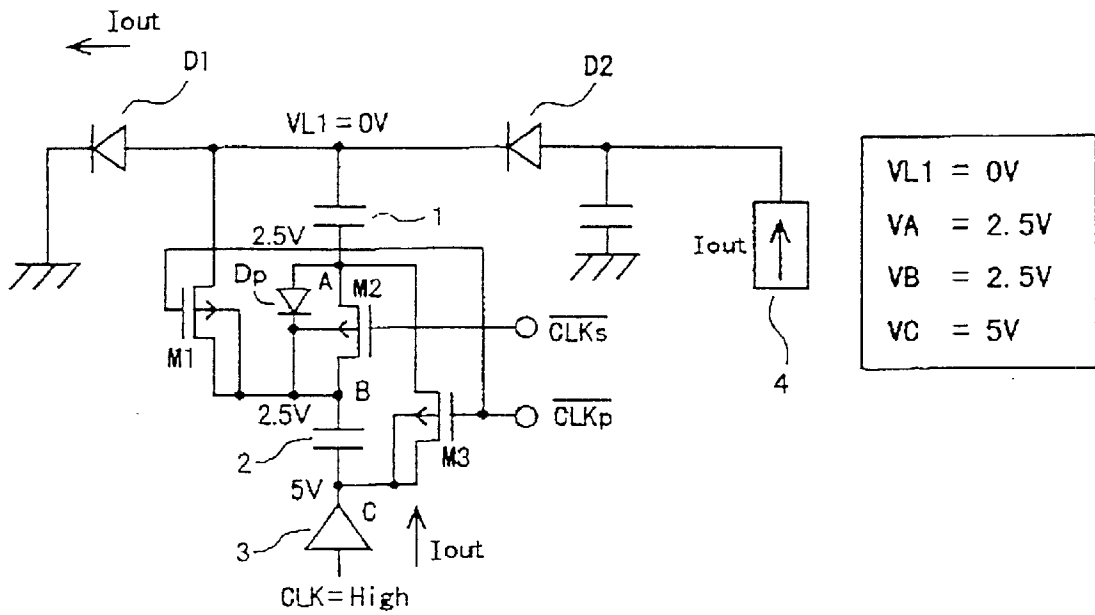 Iout
D1
D2
VL1=0V
1
2.5V
Dp
A
M2
Iout
4
CLKs
M1
B
2.5V
CLKp
2
M3
5V
C
3
Iout
CLK=High
VL1 = 0V
VA = 2.5V
VB = 2.5V
VC = 5V